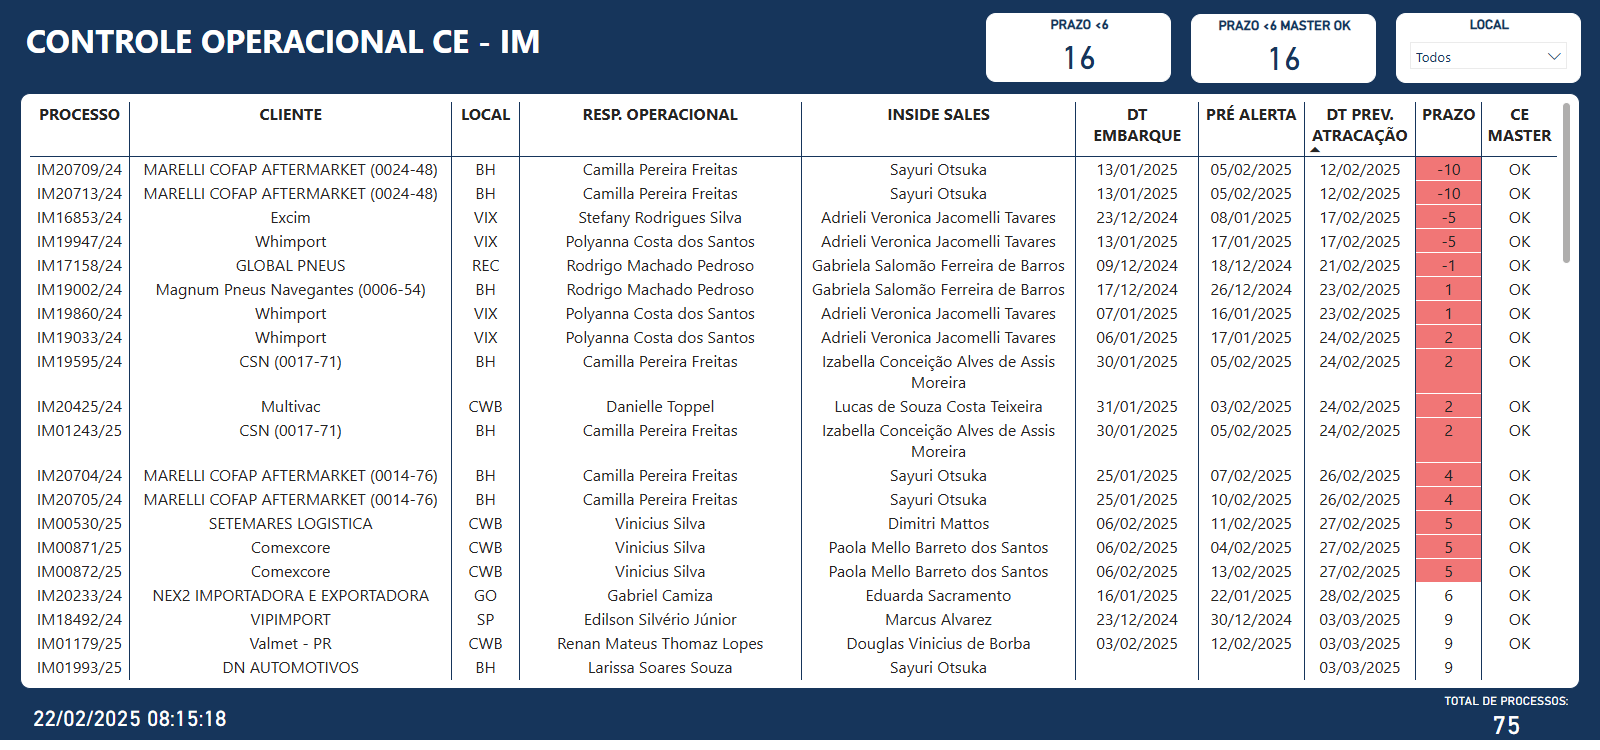 CONTROLE OPERACIONAL CE - IM
PRAZO <6
16
PRAZO <6 MASTER OK
16
LOCAL
Todos
PROCESSO CLIENTE LOCAL RESP. OPERACIONAL INSIDE SALES DT EMBARQUE PRÉ ALERTA DT PREV. ATRACAÇÃO PRAZO CE MASTER
IM20709/24 MARELLI COFAP AFTERMARKET (0024-48) BH Camilla Pereira Freitas Sayuri Otsuka 13/01/2025 05/02/2025 12/02/2025 -10 OK
IM20713/24 MARELLI COFAP AFTERMARKET (0024-48) BH Camilla Pereira Freitas Sayuri Otsuka 13/01/2025 05/02/2025 12/02/2025 -10 OK
IM16853/24 Excim VIX Stefany Rodrigues Silva Adrieli Veronica Jacomelli Tavares 23/12/2024 08/01/2025 17/02/2025 -5 OK
IM19947/24 Whimport VIX Polyanna Costa dos Santos Adrieli Veronica Jacomelli Tavares 13/01/2025 17/01/2025 17/02/2025 -5 OK
IM17158/24 GLOBAL PNEUS REC Rodrigo Machado Pedroso Gabriela Salomão Ferreira de Barros 09/12/2024 18/12/2024 21/02/2025 -1 OK
IM19002/24 Magnum Pneus Navegantes (0006-54) BH Rodrigo Machado Pedroso Gabriela Salomão Ferreira de Barros 17/12/2024 26/12/2024 23/02/2025 1 OK
IM19860/24 Whimport VIX Polyanna Costa dos Santos Adrieli Veronica Jacomelli Tavares 07/01/2025 16/01/2025 23/02/2025 1 OK
IM19033/24 Whimport VIX Polyanna Costa dos Santos Adrieli Veronica Jacomelli Tavares 06/01/2025 17/01/2025 24/02/2025 2 OK
IM19595/24 CSN (0017-71) BH Camilla Pereira Freitas Izabella Conceição Alves de Assis Moreira 30/01/2025 05/02/2025 24/02/2025 2 OK
IM20425/24 Multivac CWB Danielle Toppel Lucas de Souza Costa Teixeira 31/01/2025 03/02/2025 24/02/2025 2 OK
IM01243/25 CSN (0017-71) BH Camilla Pereira Freitas Izabella Conceição Alves de Assis Moreira 30/01/2025 05/02/2025 24/02/2025 2 OK
IM20704/24 MARELLI COFAP AFTERMARKET (0014-76) BH Camilla Pereira Freitas Sayuri Otsuka 25/01/2025 07/02/2025 26/02/2025 4 OK
IM20705/24 MARELLI COFAP AFTERMARKET (0014-76) BH Camilla Pereira Freitas Sayuri Otsuka 25/01/2025 10/02/2025 26/02/2025 4 OK
IM00530/25 SETEMARES LOGISTICA CWB Vinicius Silva Dimitri Mattos 06/02/2025 11/02/2025 27/02/2025 5 OK
IM00871/25 Comexcore CWB Vinicius Silva Paola Mello Barreto dos Santos 06/02/2025 04/02/2025 27/02/2025 5 OK
IM00872/25 Comexcore CWB Vinicius Silva Paola Mello Barreto dos Santos 06/02/2025 13/02/2025 27/02/2025 5 OK
IM20233/24 NEX2 IMPORTADORA E EXPORTADORA GO Gabriel Camiza Eduarda Sacramento 16/01/2025 22/01/2025 28/02/2025 6 OK
IM18492/24 VIPIMPORT SP Edilson Silvério Júnior Marcus Alvarez 23/12/2024 30/12/2024 03/03/2025 9 OK
IM01179/25 Valmet - PR CWB Renan Mateus Thomaz Lopes Douglas Vinicius de Borba 03/02/2025 12/02/2025 03/03/2025 9 OK
IM01993/25 DN AUTOMOTIVOS BH Larissa Soares Souza Sayuri Otsuka 03/03/2025 9
22/02/2025 08:15:18
TOTAL DE PROCESSOS:
75